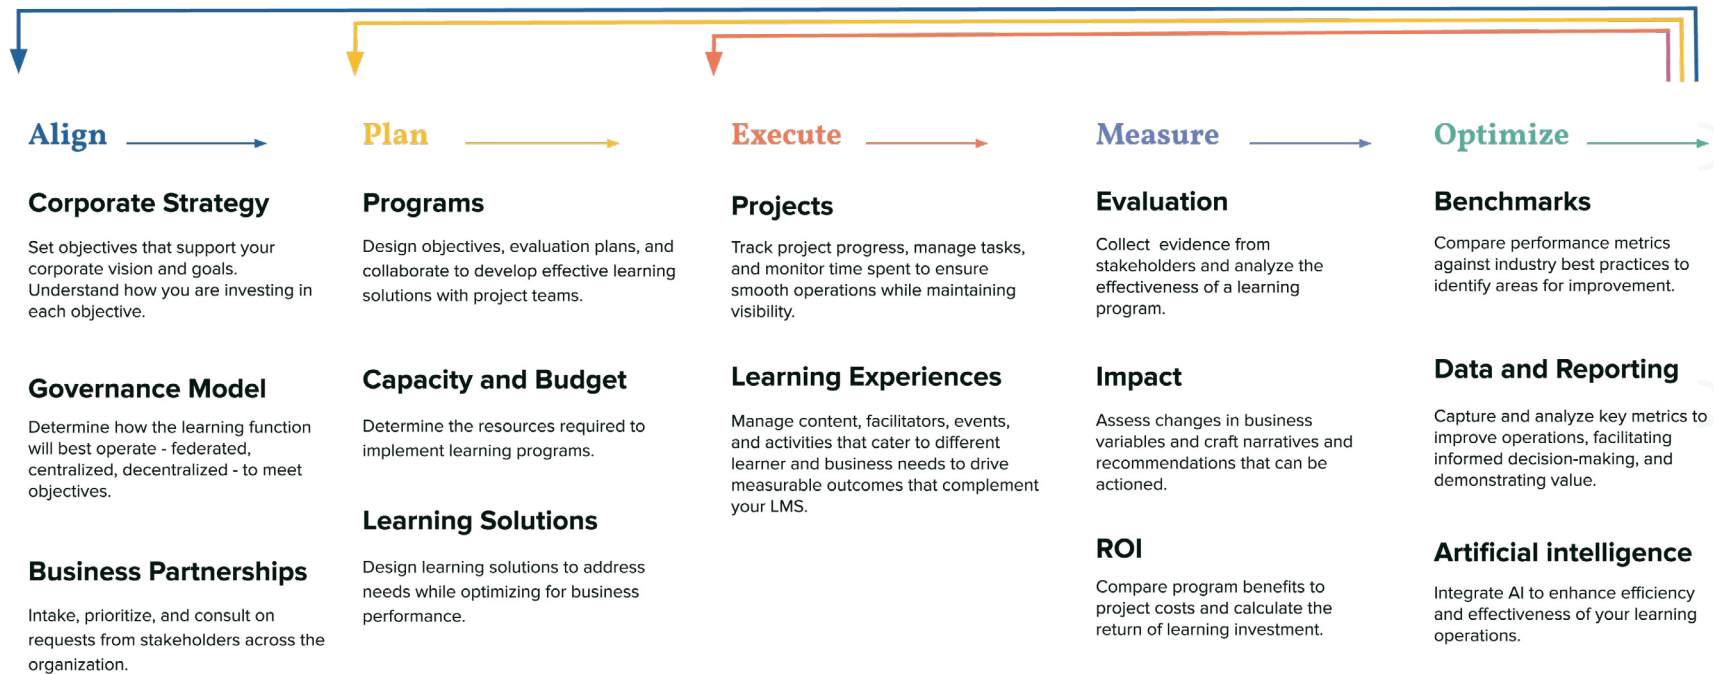 Align
Plan
Execute
Measure
Optimize
Corporate Strategy
Set objectives that support your
corporate vision and goals.
Understand how you are investing in
each objective.
Governance Model
Determine how the learning function
will best operate - federated,
centralized, decentralized - to meet
objectives.
Business Partnerships
Intake, prioritize, and consult on
requests from stakeholders across the
organization.
Programs
Design objectives, evaluation plans, and
collaborate to develop effective learning
solutions with project teams.
Capacity and Budget
Determine the resources required to
implement learning programs.
Learning Solutions
Design learning solutions to address
needs while optimizing for business
performance.
Projects
Track project progress, manage tasks,
and monitor time spent to ensure
smooth operations while maintaining
visibility.
Learning Experiences
Manage content, facilitators, events,
and activities that cater to different
learner and business needs to drive
measurable outcomes that complement
your LMS.
Evaluation
Collect evidence from
stakeholders and analyze the
effectiveness of a learning
program.
Impact
Assess changes in business
variables and craft narratives and
recommendations that can be
actioned.
ROI
Compare program benefits to
project costs and calculate the
return of learning investment.
Benchmarks
Compare performance metrics
against industry best practices to
identify areas for improvement.
Data and Reporting
Capture and analyze key metrics to
improve operations, facilitating
informed decision-making, and
demonstrating value.
Artificial intelligence
Integrate AI to enhance efficiency
and effectiveness of your learning
operations.